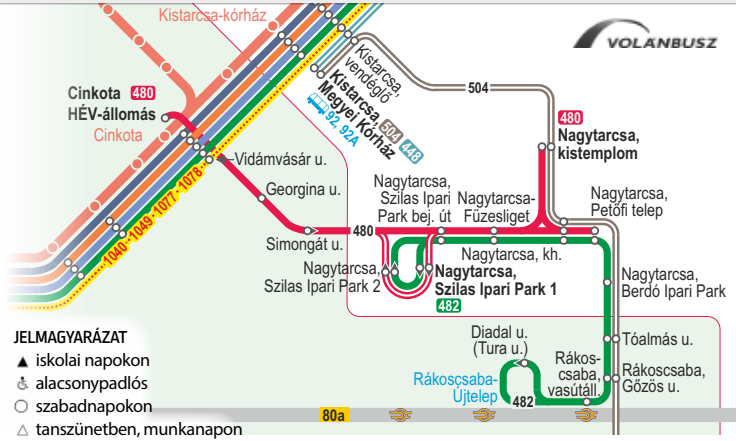 Kistarcsa-kórház
VOLÁNBUSZ
Kistarcsa,
vendéglő
Kistarcsa,
Megyei Kórház
504 448
92, 92A
504
Cinkota 480
HÉV-állomás
Cinkota
480
Nagytarcsa,
kistemplom
Vidámvásár u.
Georgina u.
Nagytarcsa,
Szilas Ipari
Park bej. út
Nagytarcsa-
Füzesliget
Nagytarcsa,
Petőfi telep
1040 · 1049 · 1077 · 1078
Simongát u.
480
Nagytarcsa, kh.
Nagytarcsa,
Szilas Ipari Park 2
Nagytarcsa,
Szilas Ipari Park 1
482
Nagytarcsa,
Berdó Ipari Park
JELMAGYARÁZAT
▲ iskolai napokon
alacsonypadlós
○ szabadnapokon
△ tanszünetben, munkanapon
Diadal u.
(Tura u.)
Rákoscsaba-
Újtelep
Rákos-
csaba,
vasútáll.
Tóalmás u.
Rákoscsaba,
Gőzös u.
482
80a